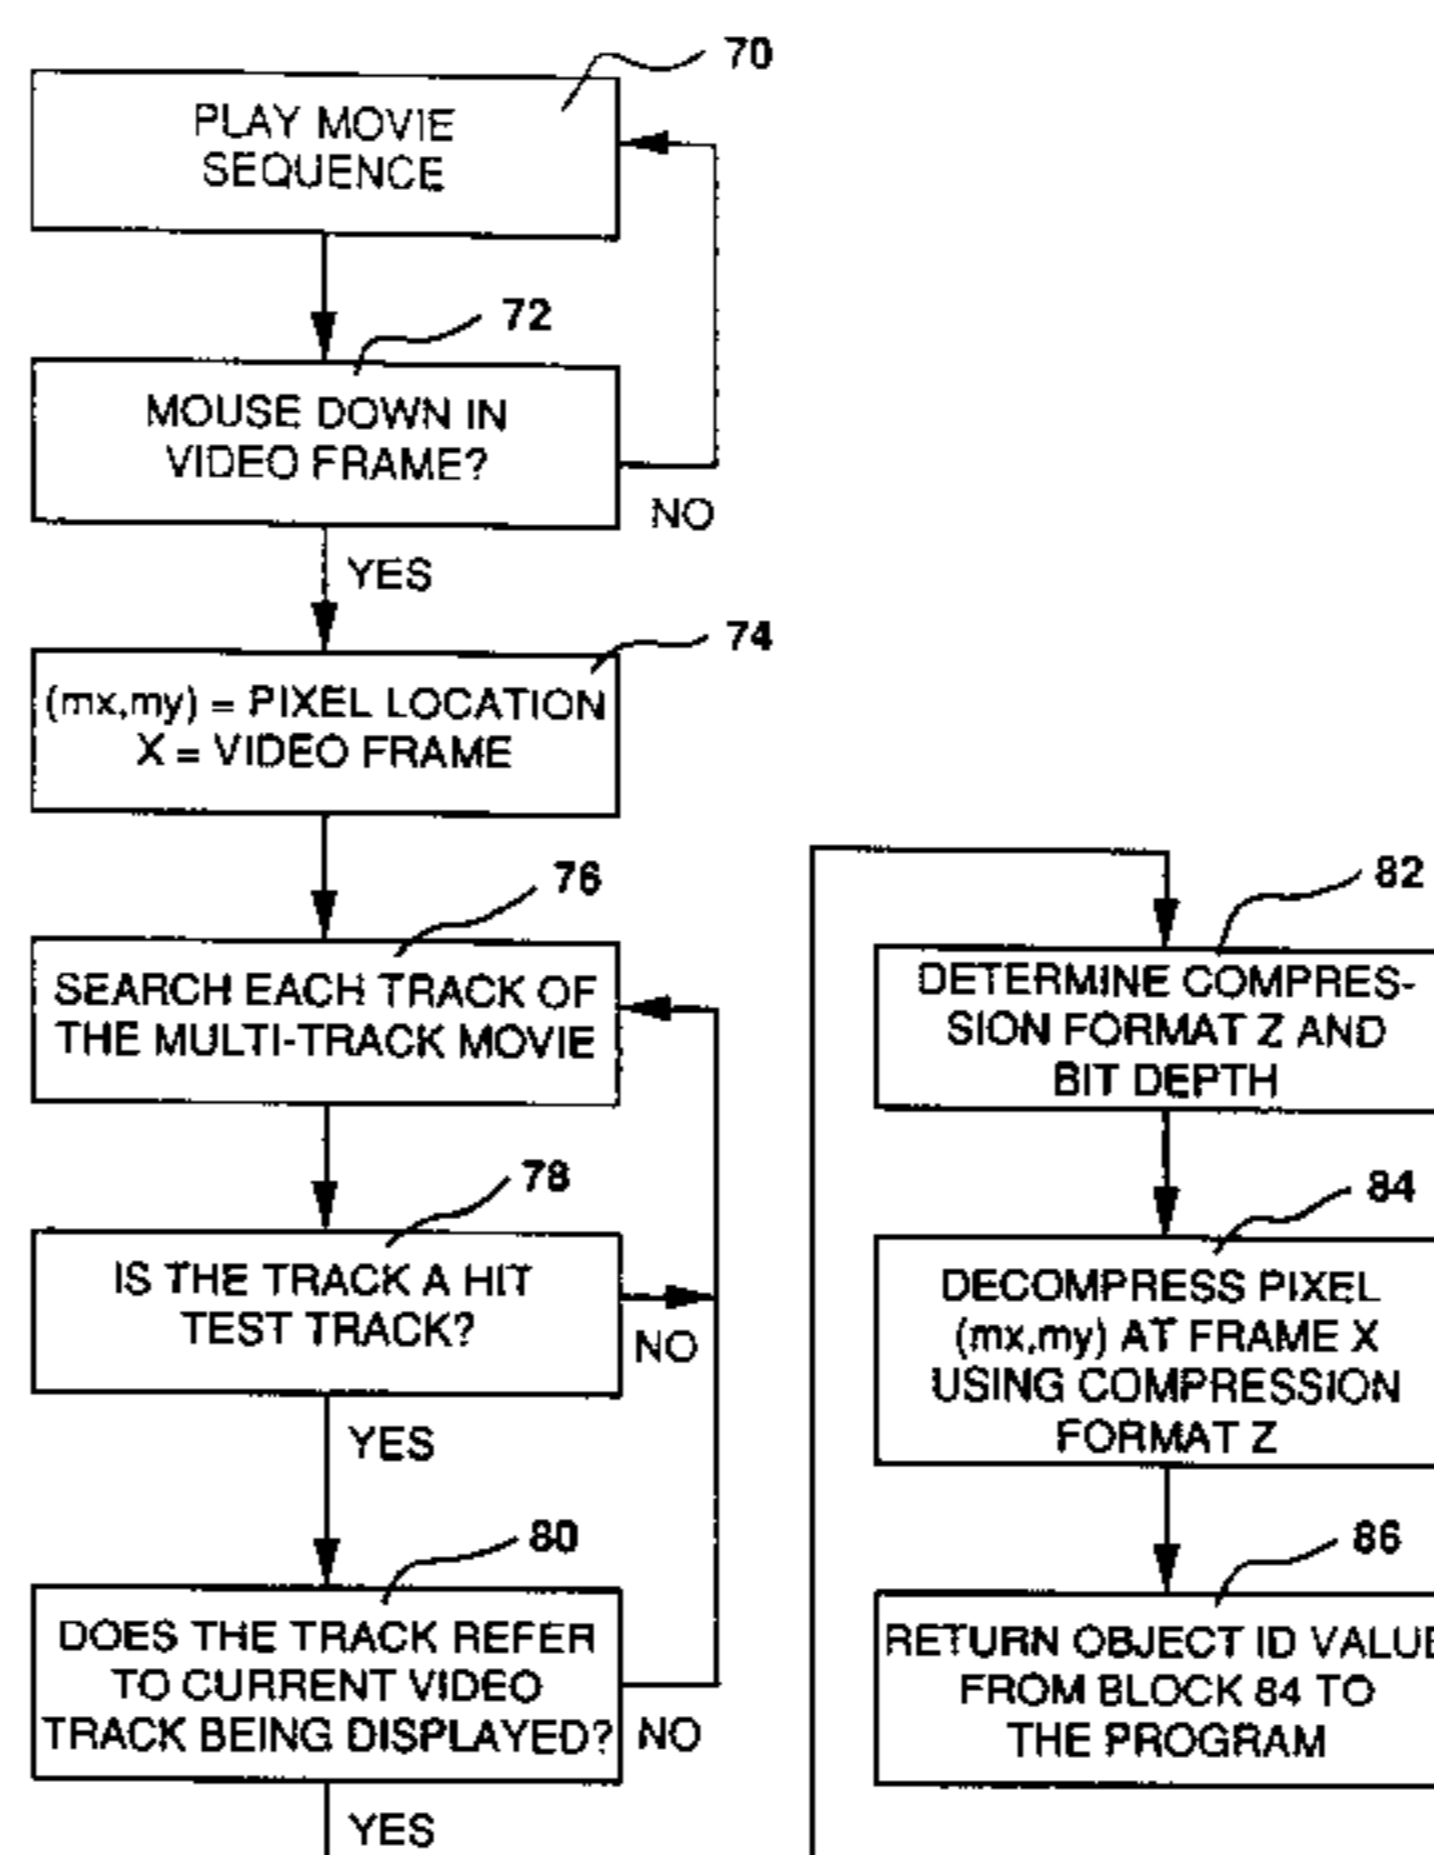 70
PLAY MOVIE
SEQUENCE
72
MOUSE DOWN IN
VIDEO FRAME?
NO
YES
74
(mx,my) = PIXEL LOCATION
X = VIDEO FRAME
76
SEARCH EACH TRACK OF
THE MULTI-TRACK MOVIE
78
IS THE TRACK A HIT
TEST TRACK?
NO
YES
80
DOES THE TRACK REFER
TO CURRENT VIDEO
TRACK BEING DISPLAYED?
NO
YES
82
DETERMINE COMPRES-
SION FORMAT Z AND
BIT DEPTH
84
DECOMPRESS PIXEL
(mx,my) AT FRAME X
USING COMPRESSION
FORMAT Z
86
RETURN OBJECT ID VALUE
FROM BLOCK 84 TO
THE PROGRAM